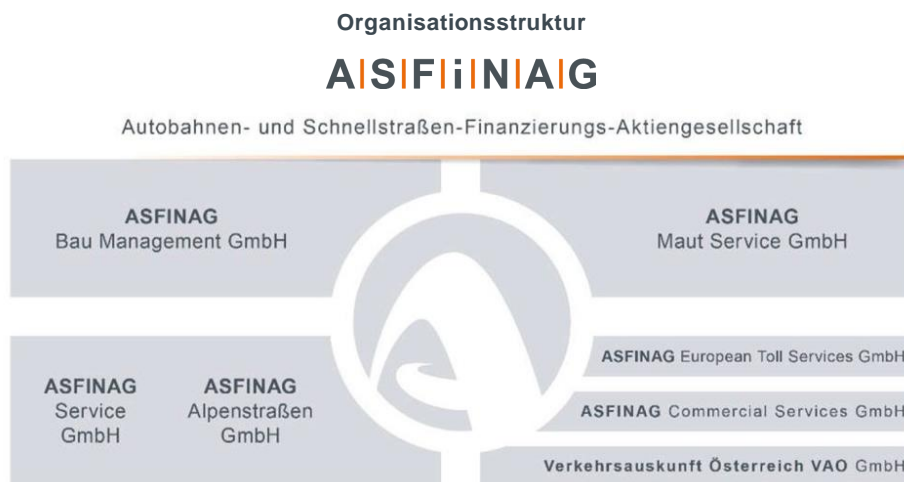 Organisationsstruktur
A|S|F|i|N|A|G
Autobahnen- und Schnellstraßen-Finanzierungs-Aktiengesellschaft
ASFINAG
Bau Management GmbH
ASFINAG
Maut Service GmbH
ASFINAG
Service
GmbH
ASFINAG
Alpenstraßen
GmbH
ASFINAG European Toll Services GmbH
ASFINAG Commercial Services GmbH
Verkehrsauskunft Österreich VAO GmbH